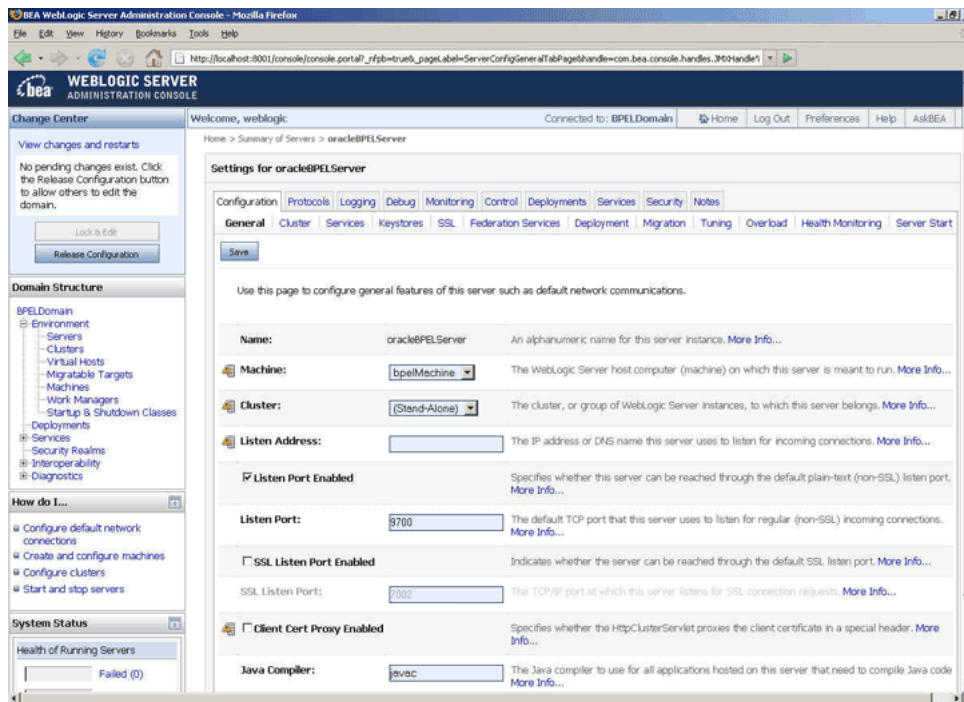 BEA WebLogic Server Administration Console - Mozilla Firefox
File Edit View History Bookmarks Tools Help
http://localhost:8001/console/console.portal?_nfpb=true&_pageLabel=ServerConfigGeneralTabPage&handle=com.bea.console.handles.JMXHandle
bea
WEBLOGIC SERVER
ADMINISTRATION CONSOLE
Change Center
View changes and restarts
No pending changes exist. Click
the Release Configuration button
to allow others to edit the
domain.
Lock & Edit
Release Configuration
Domain Structure
BPELDomain
Environment
Servers
Clusters
Virtual Hosts
Migratable Targets
Machines
Work Managers
Startup & Shutdown Classes
Deployments
Services
Security Realms
Interoperability
Diagnostics
How do I...
Configure default network
connections
Create and configure machines
Configure clusters
Start and stop servers
System Status
Health of Running Servers
Failed (0)
Welcome, weblogic
Connected to: BPELDomain
Home Log Out Preferences Help AskBEA
Home > Summary of Servers > oracleBPELServer
Settings for oracleBPELServer
Configuration Protocols Logging Debug Monitoring Control Deployments Services Security Notes
General Cluster Services Keystores SSL Federation Services Deployment Migration Tuning Overload Health Monitoring Server Start
Save
Use this page to configure general features of this server such as default network communications.
Name: oracleBPELServer An alphanumeric name for this server instance. More Info...
Machine: bpelMachine The WebLogic Server host computer (machine) on which this server is meant to run. More Info...
Cluster: (Stand-Alone) The cluster, or group of WebLogic Server instances, to which this server belongs. More Info...
Listen Address: The IP address or DNS name this server uses to listen for incoming connections. More Info...
Listen Port Enabled Specifies whether this server can be reached through the default plain-text (non-SSL) listen port.
More Info...
Listen Port: 9700 The default TCP port that this server uses to listen for regular (non-SSL) incoming connections.
More Info...
SSL Listen Port Enabled Indicates whether the server can be reached through the default SSL listen port. More Info...
SSL Listen Port: 7002 The TCP/IP port at which this server listens for SSL connection requests. More Info...
Client Cert Proxy Enabled Specifies whether the HttpClusterServlet proxies the client certificate in a special header. More
Info...
Java Compiler: javac The Java compiler to use for all applications hosted on this server that need to compile Java code
More Info...